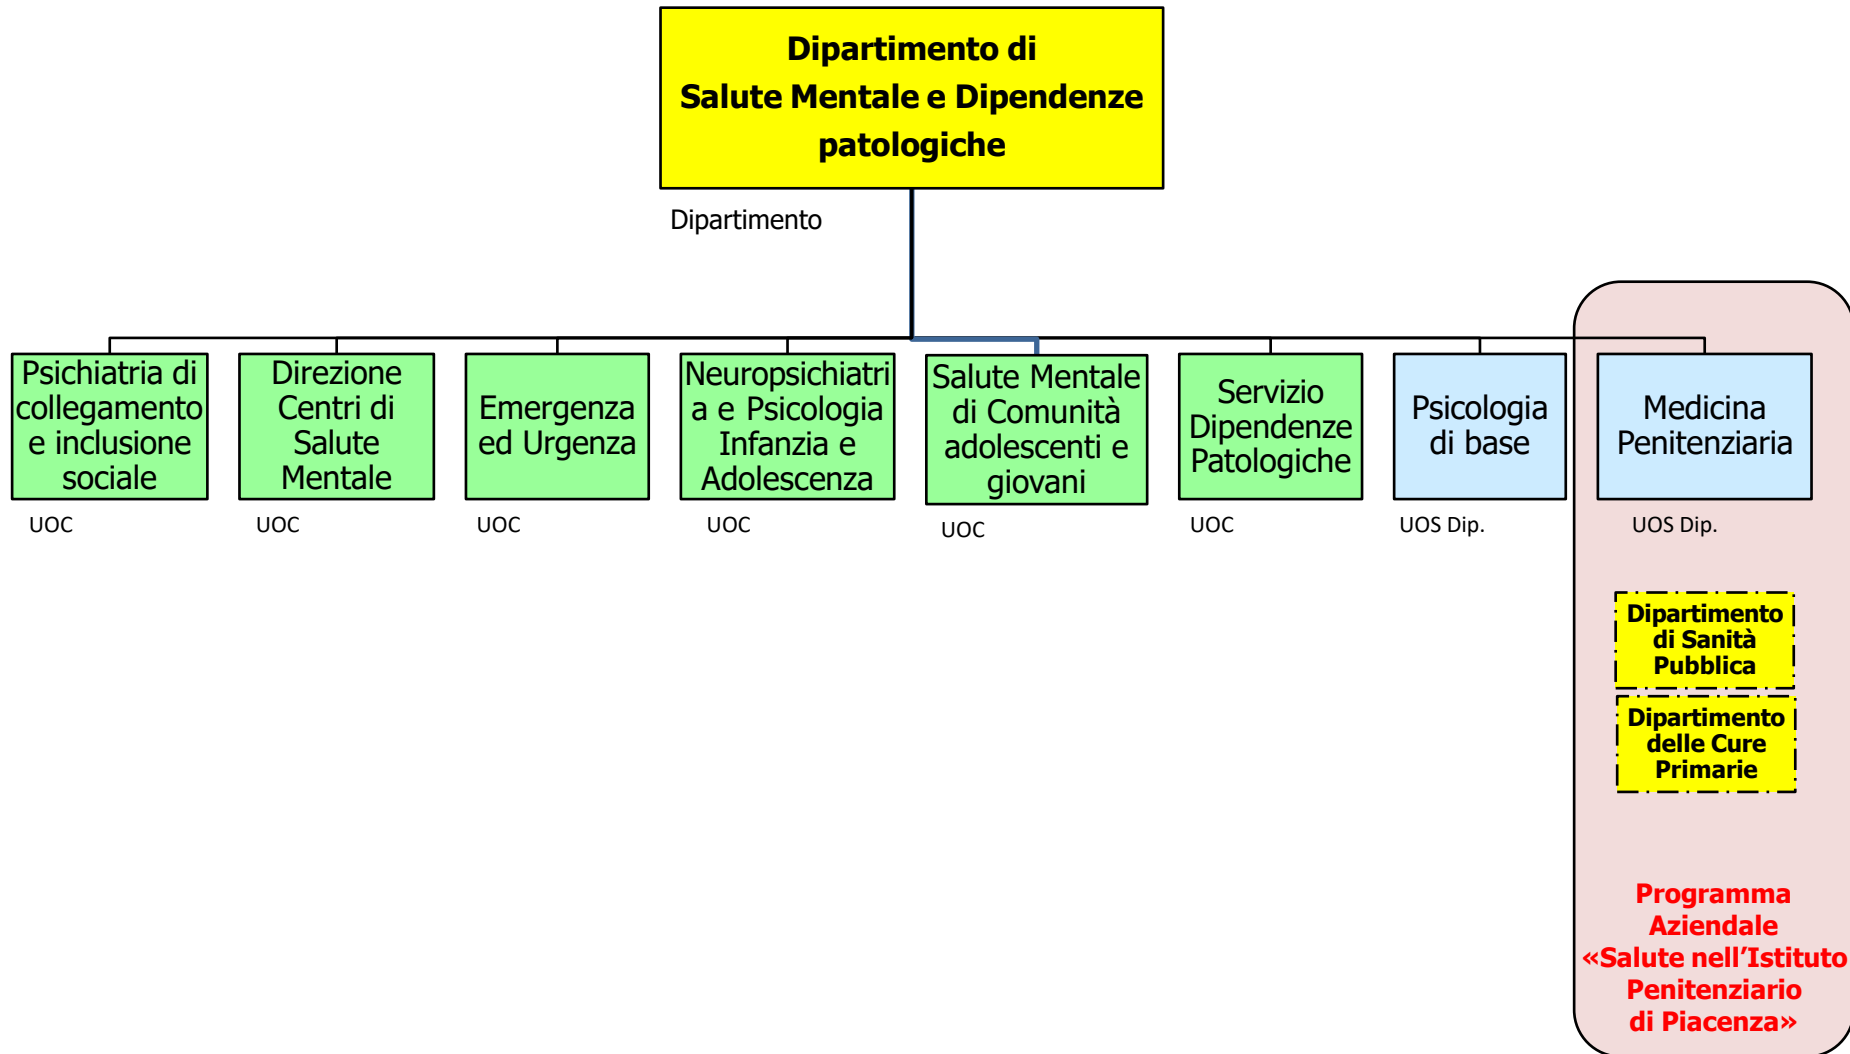 Dipartimento di
Salute Mentale e Dipendenze
patologiche
Dipartimento
Psichiatria di
collegamento
e inclusione
sociale
UOC
Direzione
Centri di
Salute
Mentale
UOC
Emergenza
ed Urgenza
UOC
Neuropsichiatri
a e Psicologia
Infanzia e
Adolescenza
UOC
Salute Mentale
di Comunità
adolescenti e
giovani
UOC
Servizio
Dipendenze
Patologiche
UOC
Psicologia
di base
UOS Dip.
Medicina
Penitenziaria
UOS Dip.
Dipartimento
di Sanità
Pubblica
Dipartimento
delle Cure
Primarie
Programma
Aziendale
«Salute nell’Istituto
Penitenziario
di Piacenza»